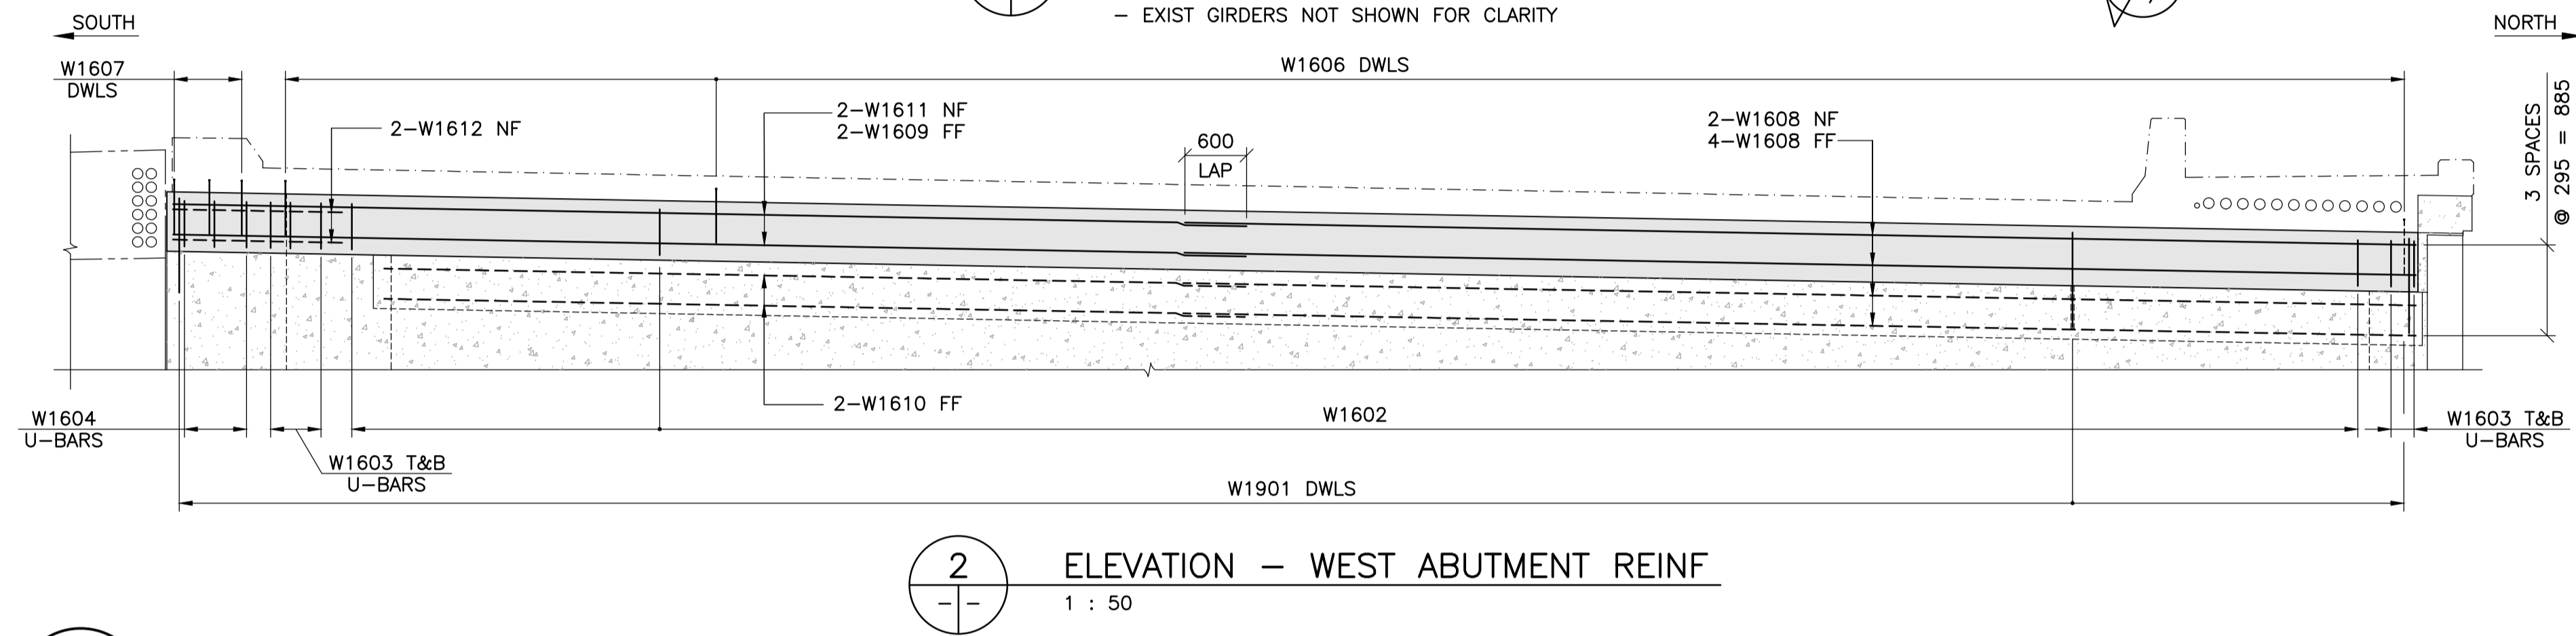 - EXIST GIRDERS NOT SHOWN FOR CLARITY
SOUTH
NORTH
W1607
DWLS
W1606 DWLS
2-W1612 NF
2-W1611 NF
2-W1609 FF
600
LAP
2-W1608 NF
4-W1608 FF
3 SPACES
@ 295 = 885
2-W1610 FF
W1604
U-BARS
W1602
W1603 T&B
U-BARS
W1603 T&B
U-BARS
W1901 DWLS
2
ELEVATION - WEST ABUTMENT REINF
- -
1 : 50